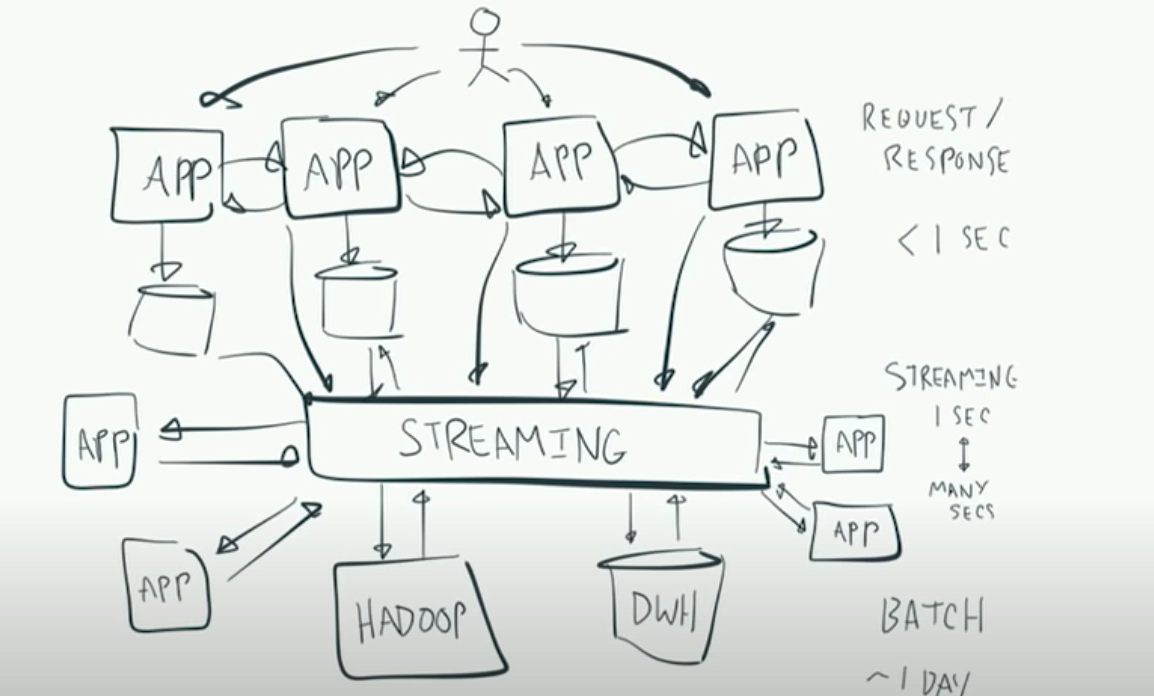 APP
APP
APP
APP
REQUEST/
RESPONSE
< 1 SEC
STREAMING
1 SEC
MANY
SECS
APP
STREAMING
APP
APP
APP
HADOOP
DWH
BATCH
~ 1 DAY